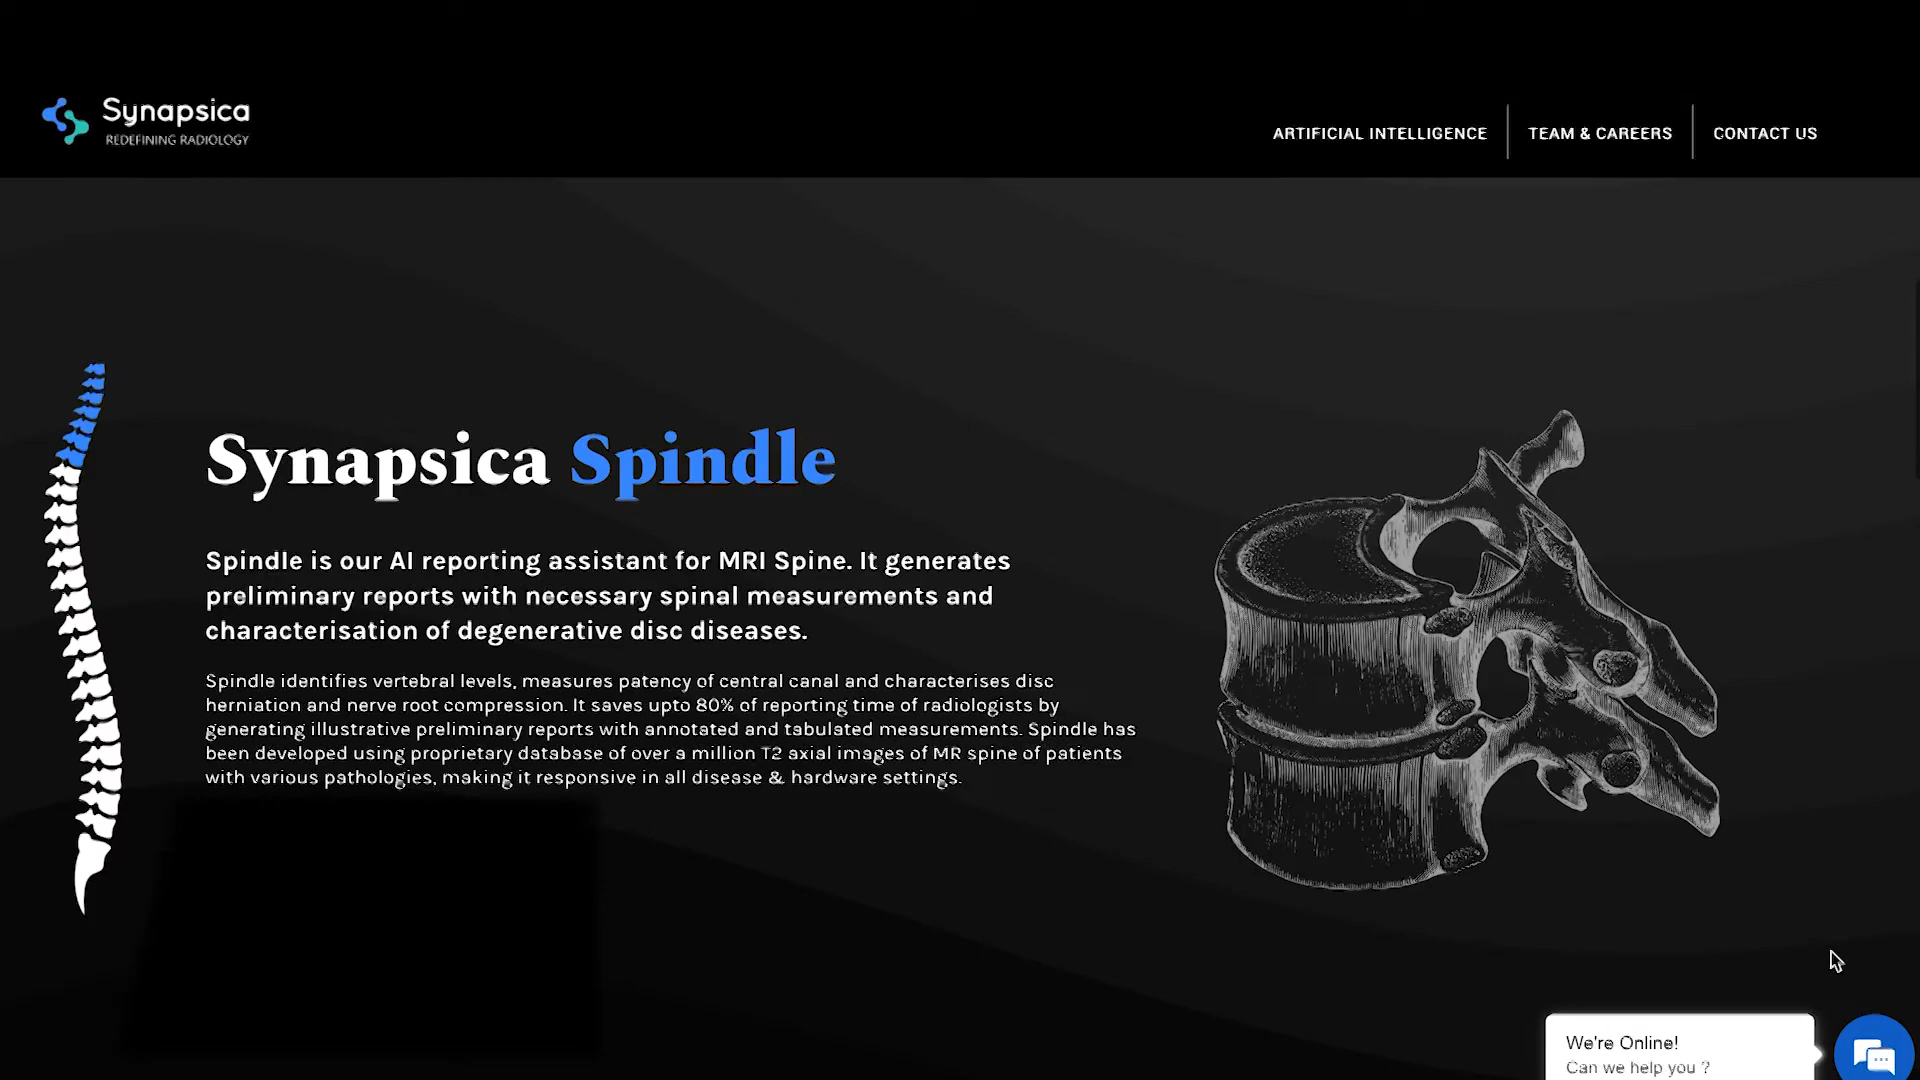 Synapsica
REDEFINING RADIOLOGY
ARTIFICIAL INTELLIGENCE
TEAM & CAREERS
CONTACT US
Synapsica Spindle
Spindle is our AI reporting assistant for MRI Spine. It generates
preliminary reports with necessary spinal measurements and
characterisation of degenerative disc diseases.
Spindle identifies vertebral levels, measures patency of central canal and characterises disc
herniation and nerve root compression. It saves upto 80% of reporting time of radiologists by
generating illustrative preliminary reports with annotated and tabulated measurements. Spindle has
been developed using proprietary database of over a million T2 axial images of MR spine of patients
with various pathologies, making it responsive in all disease & hardware settings.
We're Online!
Can we help you ?